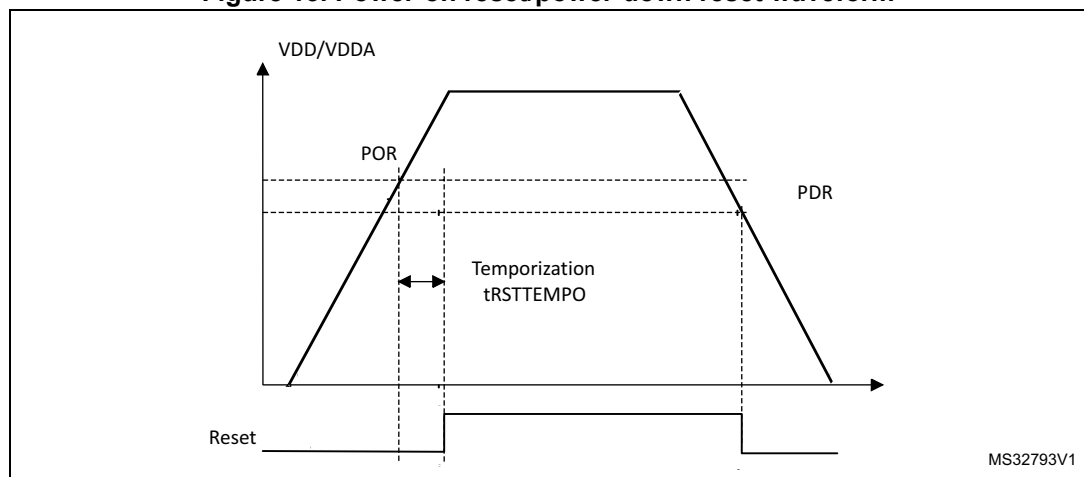 VDD/VDDA
POR
PDR
Temporization
tRSTTEMPO
Reset
MS32793V1